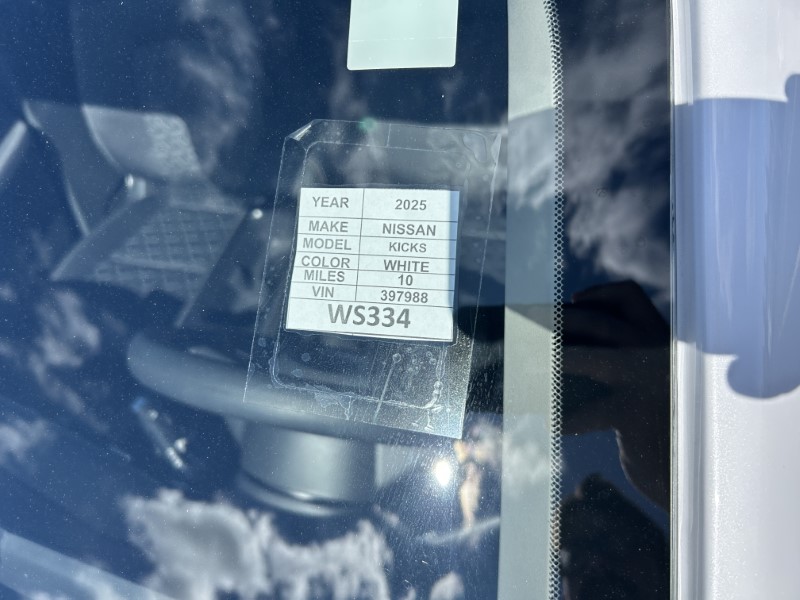 YEAR 2025
MAKE NISSAN
MODEL KICKS
COLOR WHITE
MILES 10
VIN 397988
WS334